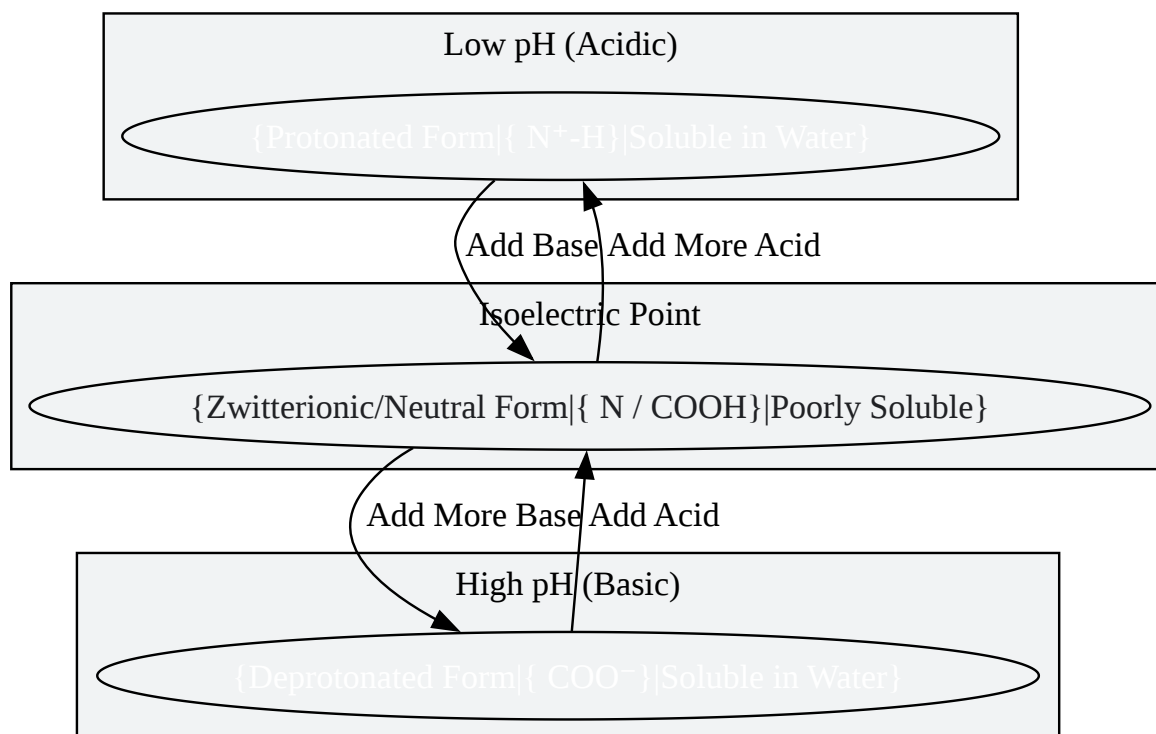 Low pH (Acidic)
{Protonated Form|{ N⁺-H}|Soluble in Water}
Add Base
Add More Acid
Isoelectric Point
{Zwitterionic/Neutral Form|{ N / COOH}|Poorly Soluble}
Add More Base
Add Acid
High pH (Basic)
{Deprotonated Form|{ COO⁻}|Soluble in Water}